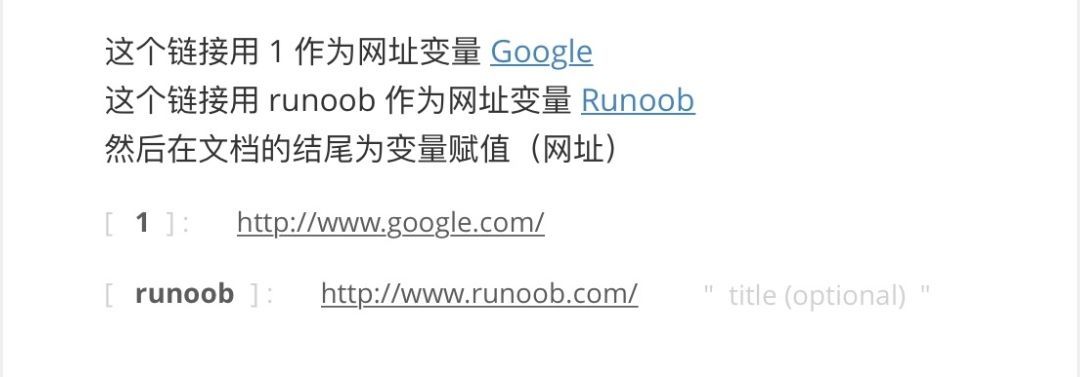 这个链接用 1 作为网址变量 Google
这个链接用 runoob 作为网址变量 Runoob
然后在文档的结尾为变量赋值（网址）
[ 1 ]: http://www.google.com/
[ runoob ]: http://www.runoob.com/ " title (optional) "